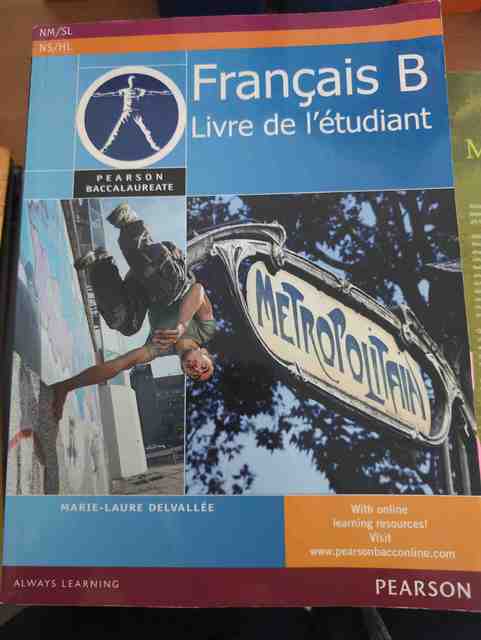 NM/SL
NS/HL
Français B
Livre de l'étudiant
PEARSON
BACCALAUREATE
METROPOLITAIN
MARIE-LAURE DELVALLÉE
With online
learning resources!
Visit
www.pearsonbacconline.com
ALWAYS LEARNING
PEARSON
M